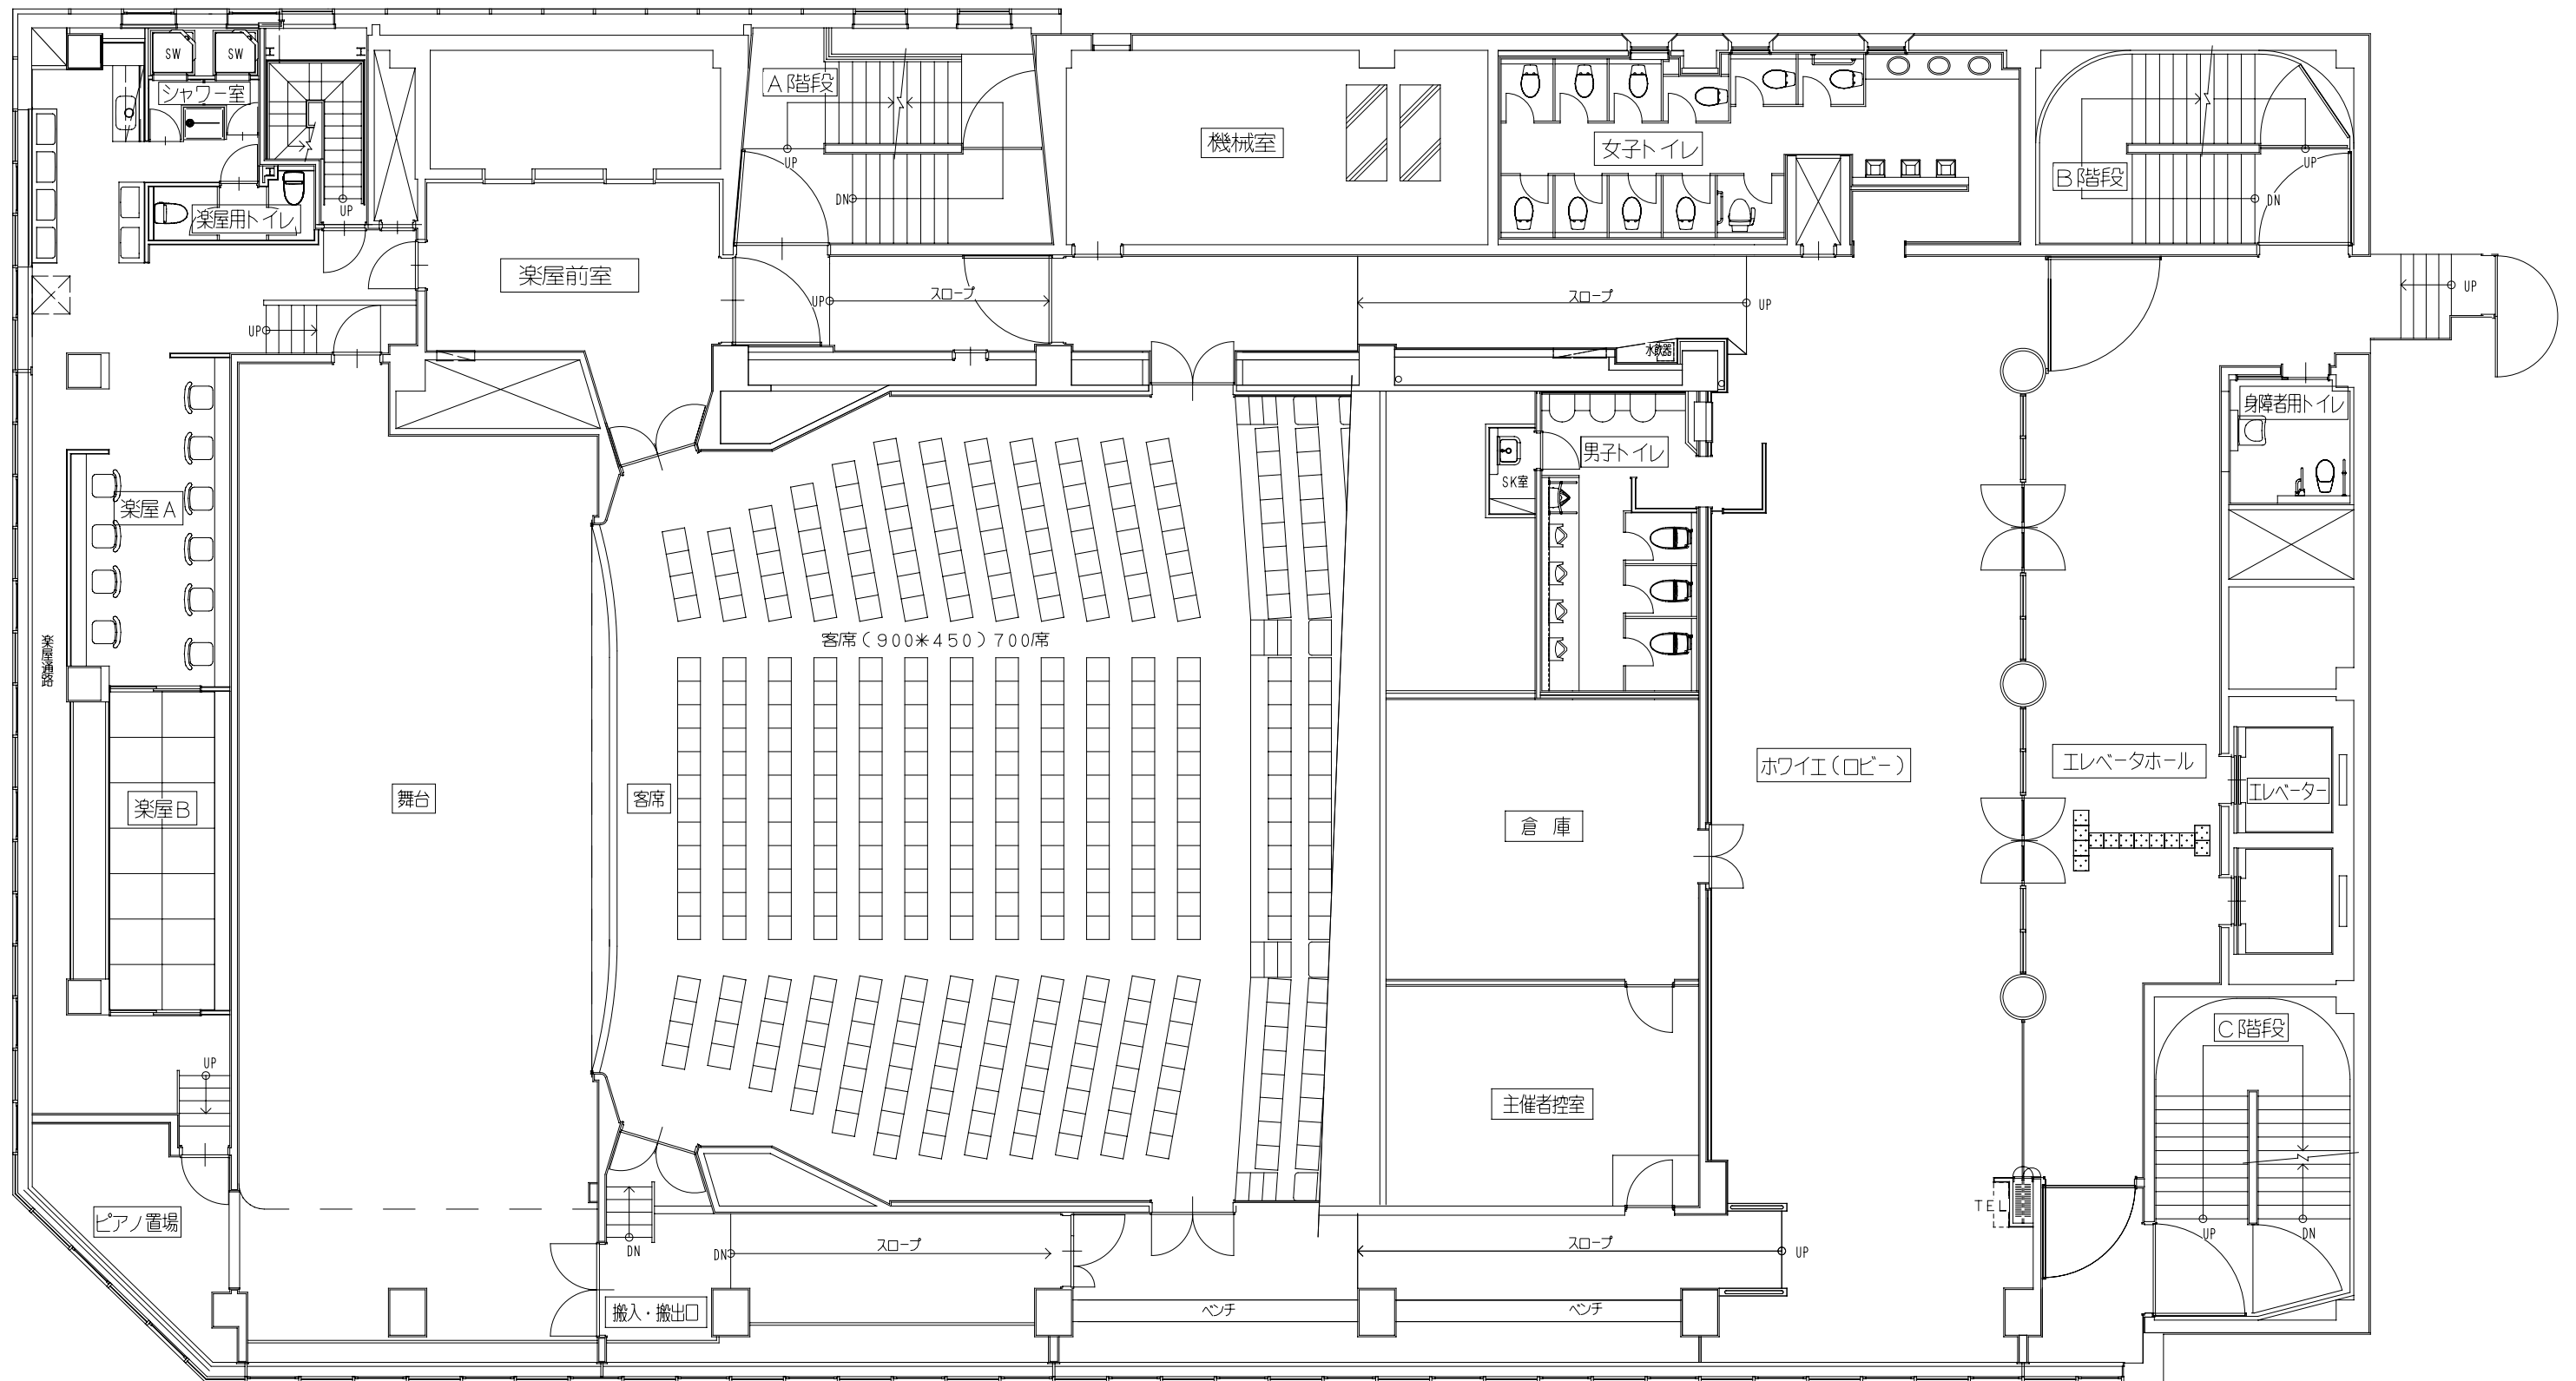 SW
SW
シャワー室
A階段
機械室
女子トイレ
B階段
UP
DN
UP
DN
楽屋用トイレ
UP
UP
楽屋前室
スロープ
UP
スロープ
UP
UP
UP
水飲器
身障者用トイレ
男子トイレ
SK室
楽屋A
客席(900*450)700席
楽屋通路
ホワイエ(ロビー)
エレベータホール
エレベーター
舞台
客席
楽屋B
倉庫
C階段
UP
主催者控室
ピアノ置場
TEL
DN
DN
スロープ
スロープ
UP
UP
DN
搬入・搬出口
ベンチ
ベンチ